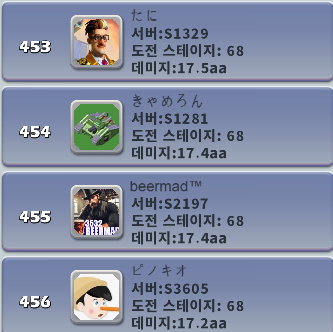 453
たに
서버:S1329
도전 스테이지: 68
데미지:17.5aa
454
きゃめろん
서버:S1281
도전 스테이지: 68
데미지:17.4aa
455
beermad™
서버:S2197
도전 스테이지: 68
데미지:17.4aa
3632
456
ピノキオ
서버:S3605
도전 스테이지: 68
데미지:17.2aa